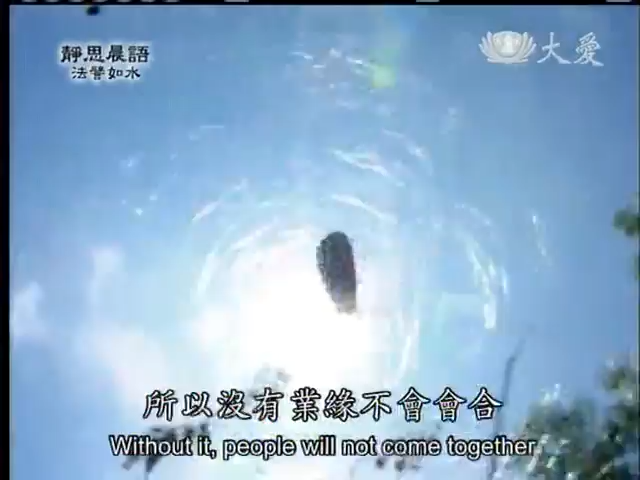 靜思晨語
法譬如水
大愛
所以沒有業緣不會會合
Without it, people will not come together